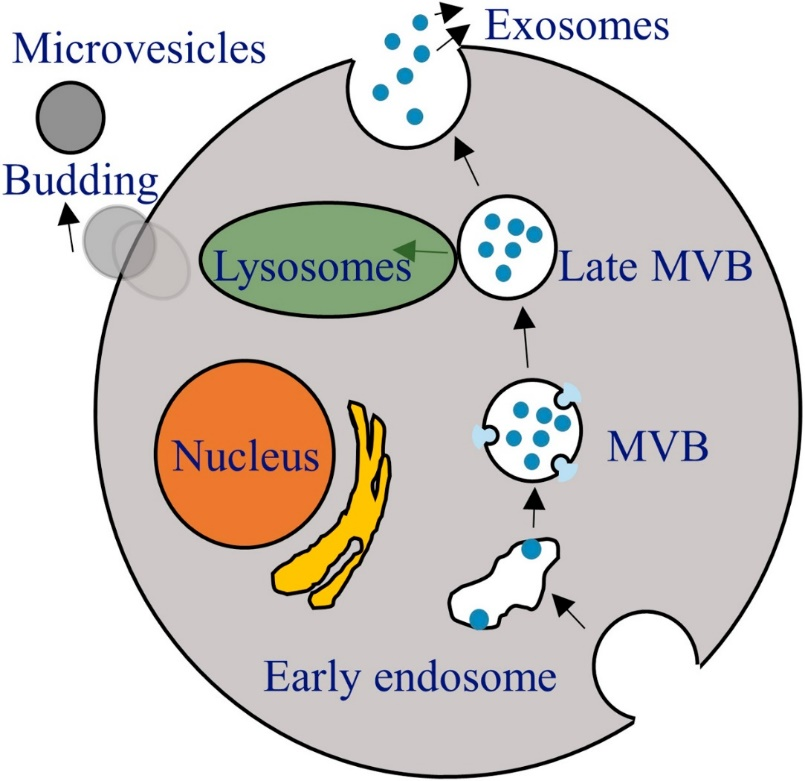 Exosomes
Microvesicles
Budding
Lysosomes
Late MVB
Nucleus
MVB
Early endosome